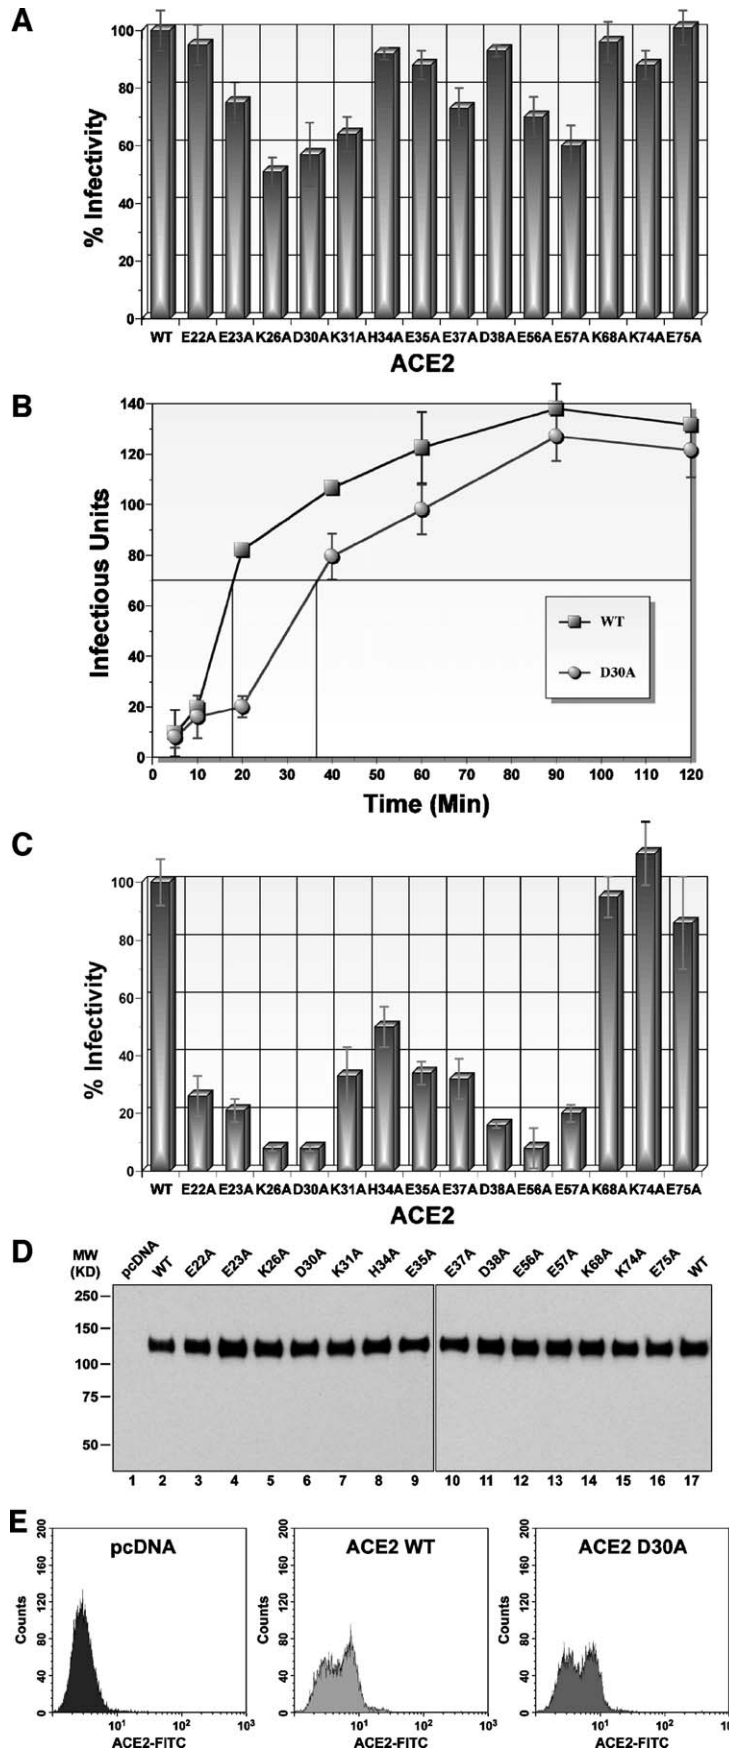 A
% Infectivity
100
80
60
40
20
0
WT E22A E23A K26A D30A K31A H34A E35A E37A D38A E56A E57A K68A K74A E75A
ACE2
B
Infectious Units
140
120
100
80
60
40
20
0
WT
D30A
0 10 20 30 40 50 60 70 80 90 100 110 120
Time (Min)
C
% Infectivity
100
80
60
40
20
0
WT E22A E23A K26A D30A K31A H34A E35A E37A D38A E56A E57A K68A K74A E75A
ACE2
D
MW
(KD)
pcDNA WT E22A E23A K26A D30A K31A H34A E35A E37A D38A E56A E57A K68A K74A E75A WT
250
150
100
75
50
1 2 3 4 5 6 7 8 9 10 11 12 13 14 15 16 17
E
pcDNA
Counts
200
160
120
80
40
0
10¹ 10² 10³
ACE2-FITC
ACE2 WT
Counts
200
160
120
80
40
0
10¹ 10² 10³
ACE2-FITC
ACE2 D30A
Counts
200
160
120
80
40
0
10¹ 10² 10
ACE2-FITC